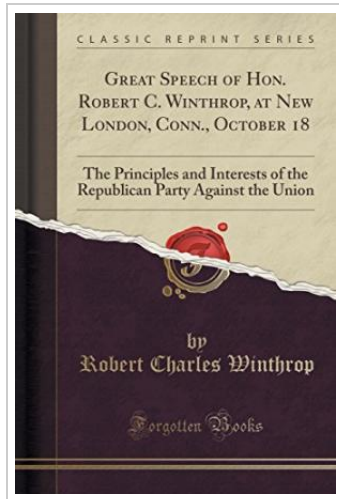 CLASSIC REPRINT SERIES
GREAT SPEECH OF HON.
ROBERT C. WINTHROP, AT NEW
LONDON, CONN., OCTOBER 18
The Principles and Interests of the
Republican Party Against the Union
by
Robert Charles Winthrop
Forgotten Books